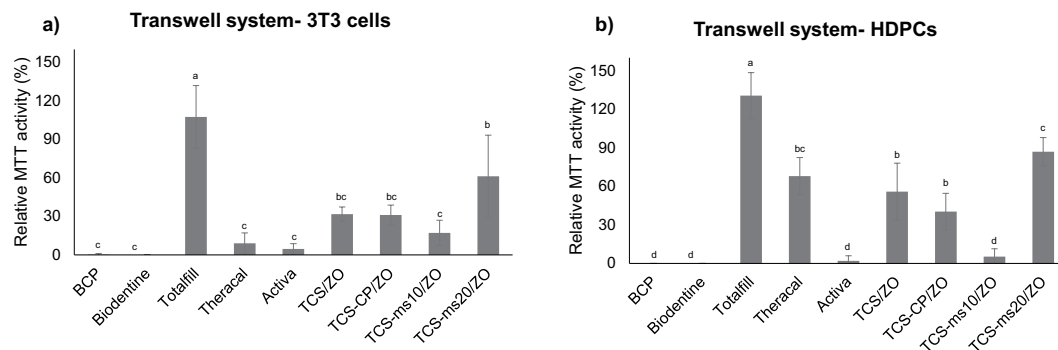 a)
Transwell system- 3T3 cells
Relative MTT activity (%)
150
120
90
60
30
0
c
c
a
c
c
bc
bc
c
b
BCP
Biodentine
Totalfill
Theracal
Activa
TCS/ZO
TCS-CP/ZO
TCS-ms10/ZO
TCS-ms20/ZO
b)
Transwell system- HDPCs
Relative MTT activity (%)
150
120
90
60
30
0
d
d
a
bc
d
b
b
d
c
BCP
Biodentine
Totalfill
Theracal
Activa
TCS/ZO
TCS-CP/ZO
TCS-ms10/ZO
TCS-ms20/ZO